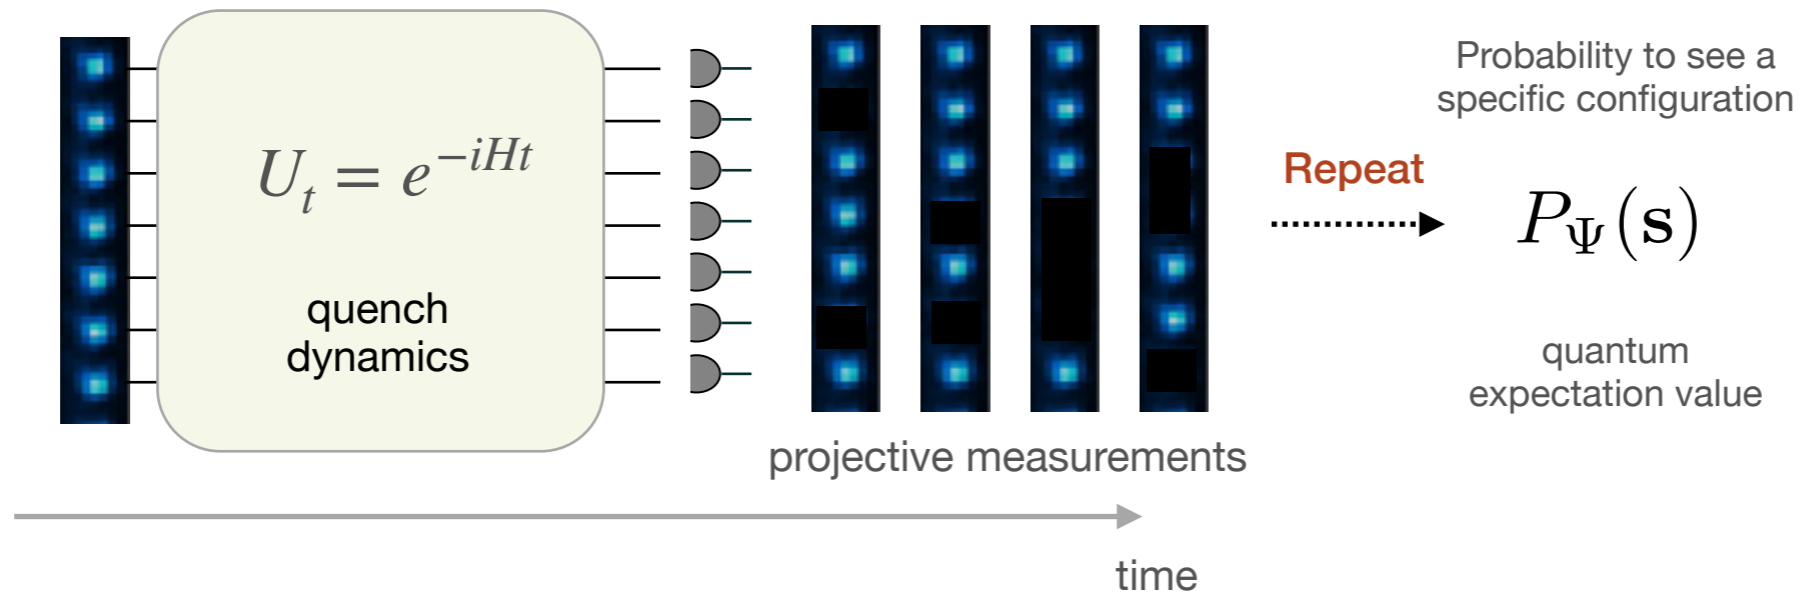 U_t = e^{-iHt}
quench
dynamics
projective measurements
time
Repeat
Probability to see a
specific configuration
P_Ψ(s)
quantum
expectation value